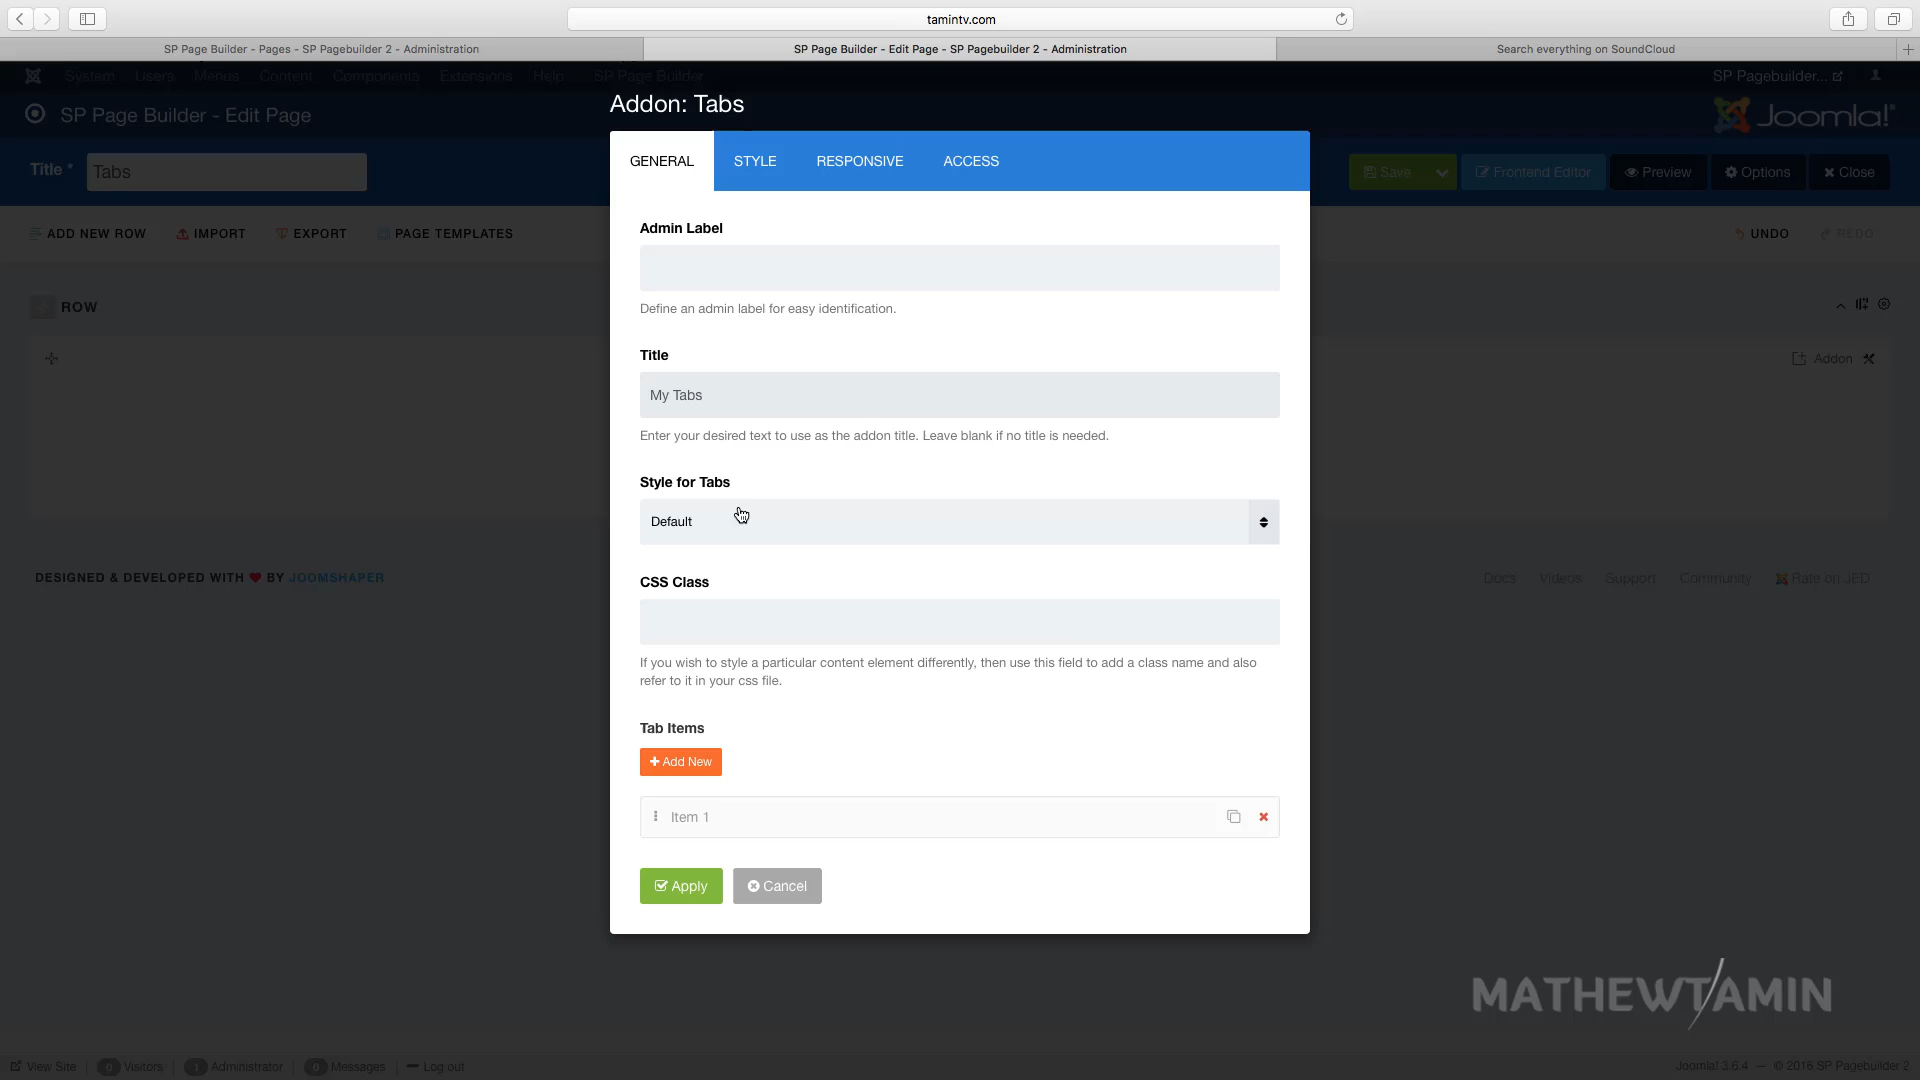 tamintv.com
SP Page Builder - Pages - SP Pagebuilder 2 - Administration
SP Page Builder - Edit Page - SP Pagebuilder 2 - Administration
Search everything on SoundCloud
System Users Menus Content Components Extensions Help SP Page Builder
SP Pagebuilder...
Addon: Tabs
SP Page Builder - Edit Page
Joomla!
GENERAL STYLE RESPONSIVE ACCESS
Title * Tabs
Save Frontend Editor Preview Options Close
ADD NEW ROW IMPORT EXPORT PAGE TEMPLATES
UNDO REDO
Admin Label
Define an admin label for easy identification.
ROW
Title
Addon
My Tabs
Enter your desired text to use as the addon title. Leave blank if no title is needed.
Style for Tabs
Default
CSS Class
DESIGNED & DEVELOPED WITH ❤ BY JOOMSHAPER
Docs Videos Support Community Rate on JED
If you wish to style a particular content element differently, then use this field to add a class name and also
refer to it in your css file.
Tab Items
+ Add New
Item 1
Apply Cancel
MATHEWTAMIN
View Site 0 Visitors 1 Administrator 0 Messages Log out
Joomla! 3.6.4 — © 2016 SP Pagebuilder 2